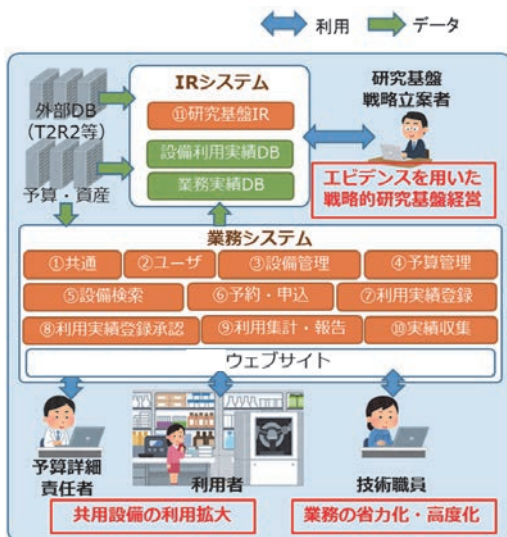 利用 データ
IRシステム
外部DB
(T2R2等)
⑪研究基盤IR
研究基盤
戦略立案者
設備利用実績DB
業務実績DB
予算・資産
エビデンスを用いた
戦略的研究基盤経営
業務システム
①共通 ②ユーザ ③設備管理 ④予算管理
⑤設備検索 ⑥予約・申込 ⑦利用実績登録
⑧利用実績登録承認 ⑨利用集計・報告 ⑩実績収集
ウェブサイト
予算詳細
責任者
利用者
技術職員
共用設備の利用拡大
業務の省力化・高度化